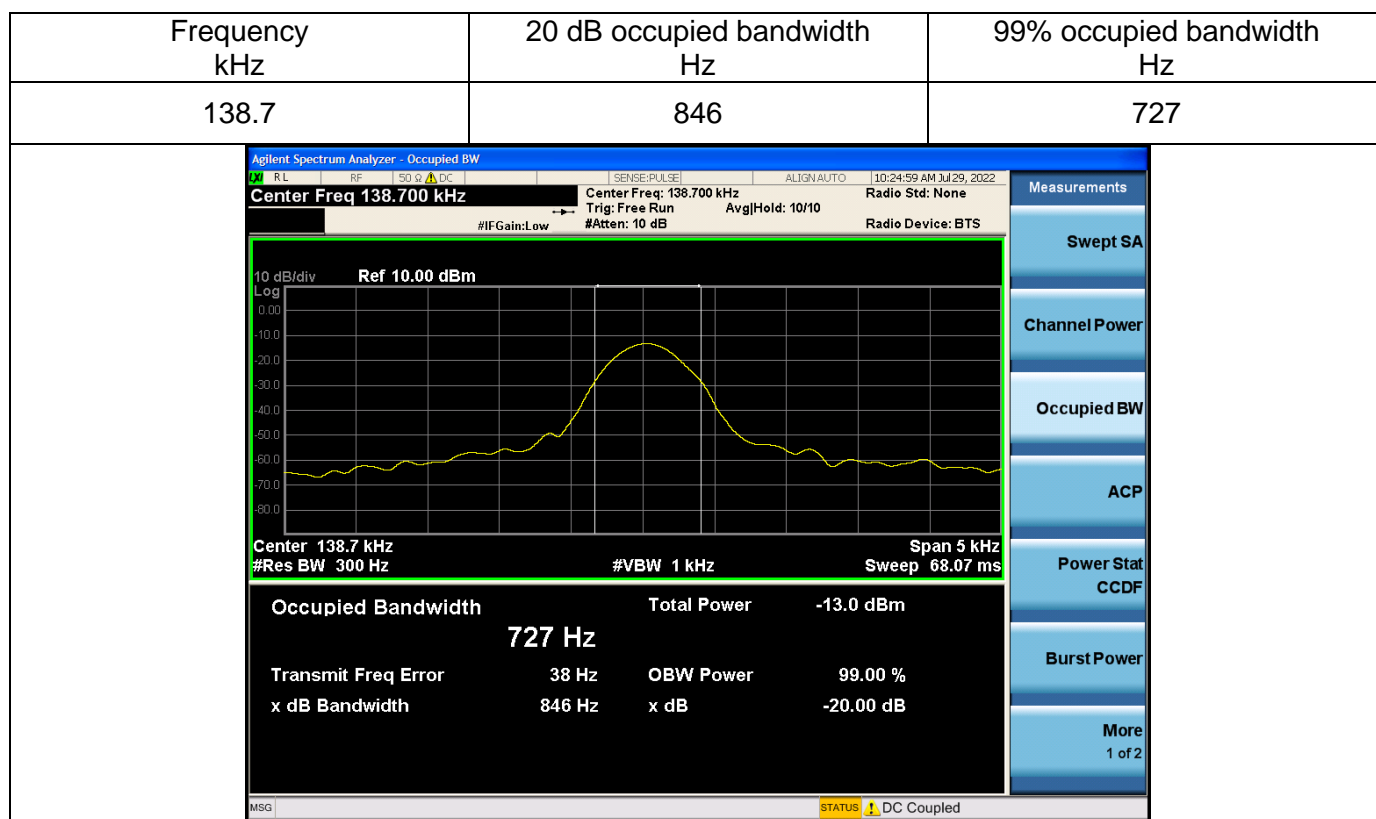 Frequency
kHz
20 dB occupied bandwidth
Hz
99% occupied bandwidth
Hz
138.7
846
727
Agilent Spectrum Analyzer - Occupied BW
LXI RL RF 50 Ω DC SENSE:PULSE ALIGN AUTO 10:24:59 AM Jul 29, 2022
Center Freq 138.700 kHz
Center Freq: 138.700 kHz Radio Std: None
Trig: Free Run Avg|Hold: 10/10
#IFGain:Low #Atten: 10 dB Radio Device: BTS
10 dB/div Ref 10.00 dBm
Log
0.00
-10.0
-20.0
-30.0
-40.0
-50.0
-60.0
-70.0
-80.0
Center 138.7 kHz Span 5 kHz
#Res BW 300 Hz #VBW 1 kHz Sweep 68.07 ms
Occupied Bandwidth Total Power -13.0 dBm
727 Hz
Transmit Freq Error 38 Hz OBW Power 99.00 %
x dB Bandwidth 846 Hz x dB -20.00 dB
Measurements
Swept SA
Channel Power
Occupied BW
ACP
Power Stat
CCDF
Burst Power
More
1 of 2
MSG STATUS DC Coupled